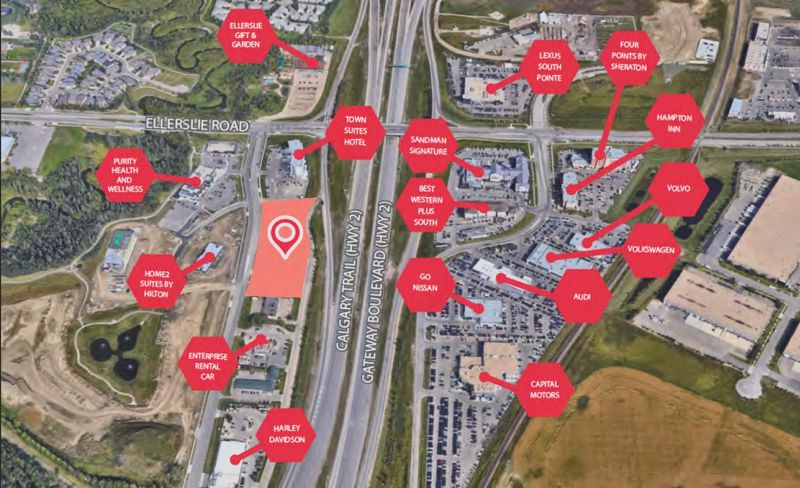 ELLERSLIE
GIFT &
GARDEN
LEXUS
SOUTH
POINTE
FOUR
POINTS BY
SHERATON
HAMPTON
INN
ELLERSLIE ROAD
TOWN
SUITES
HOTEL
SANDMAN
SIGNATURE
PURITY
HEALTH
AND
WELLNESS
BEST
WESTERN
PLUS
SOUTH
VOLVO
VOLKSWAGEN
CALGARY TRAIL (HWY 2)
GATEWAY BOULEVARD (HWY 2)
HOME2
SUITES BY
HILTON
GO
NISSAN
AUDI
ENTERPRISE
RENTAL
CAR
CAPITAL
MOTORS
HARLEY
DAVIDSON